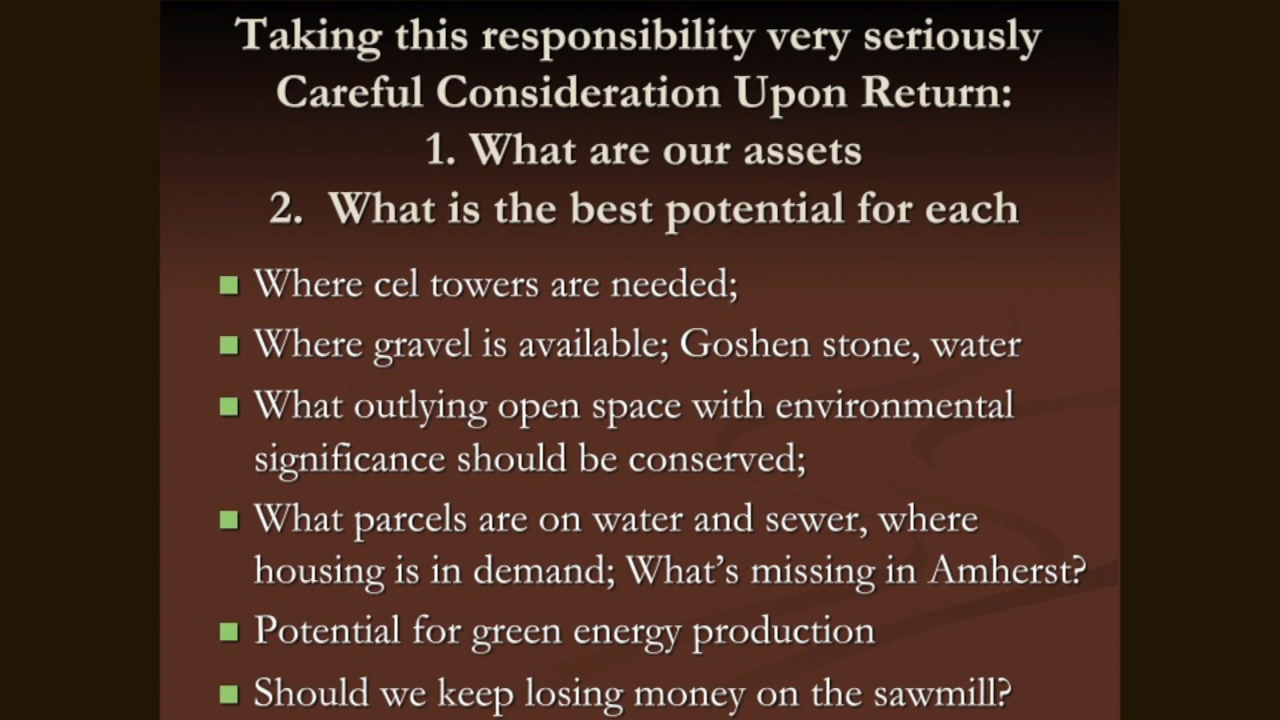 Taking this responsibility very seriously
Careful Consideration Upon Return:
1. What are our assets
2. What is the best potential for each
Where cel towers are needed;
Where gravel is available; Goshen stone, water
What outlying open space with environmental
significance should be conserved;
What parcels are on water and sewer, where
housing is in demand; What's missing in Amherst?
Potential for green energy production
Should we keep losing money on the sawmill?